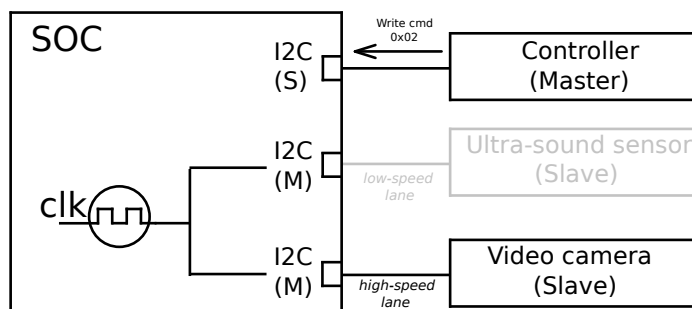 SOC
Write cmd
0x02
I2C
(S)
Controller
(Master)
I2C
(M)
low-speed
lane
Ultra-sound sensor
(Slave)
clk
I2C
(M)
high-speed
lane
Video camera
(Slave)